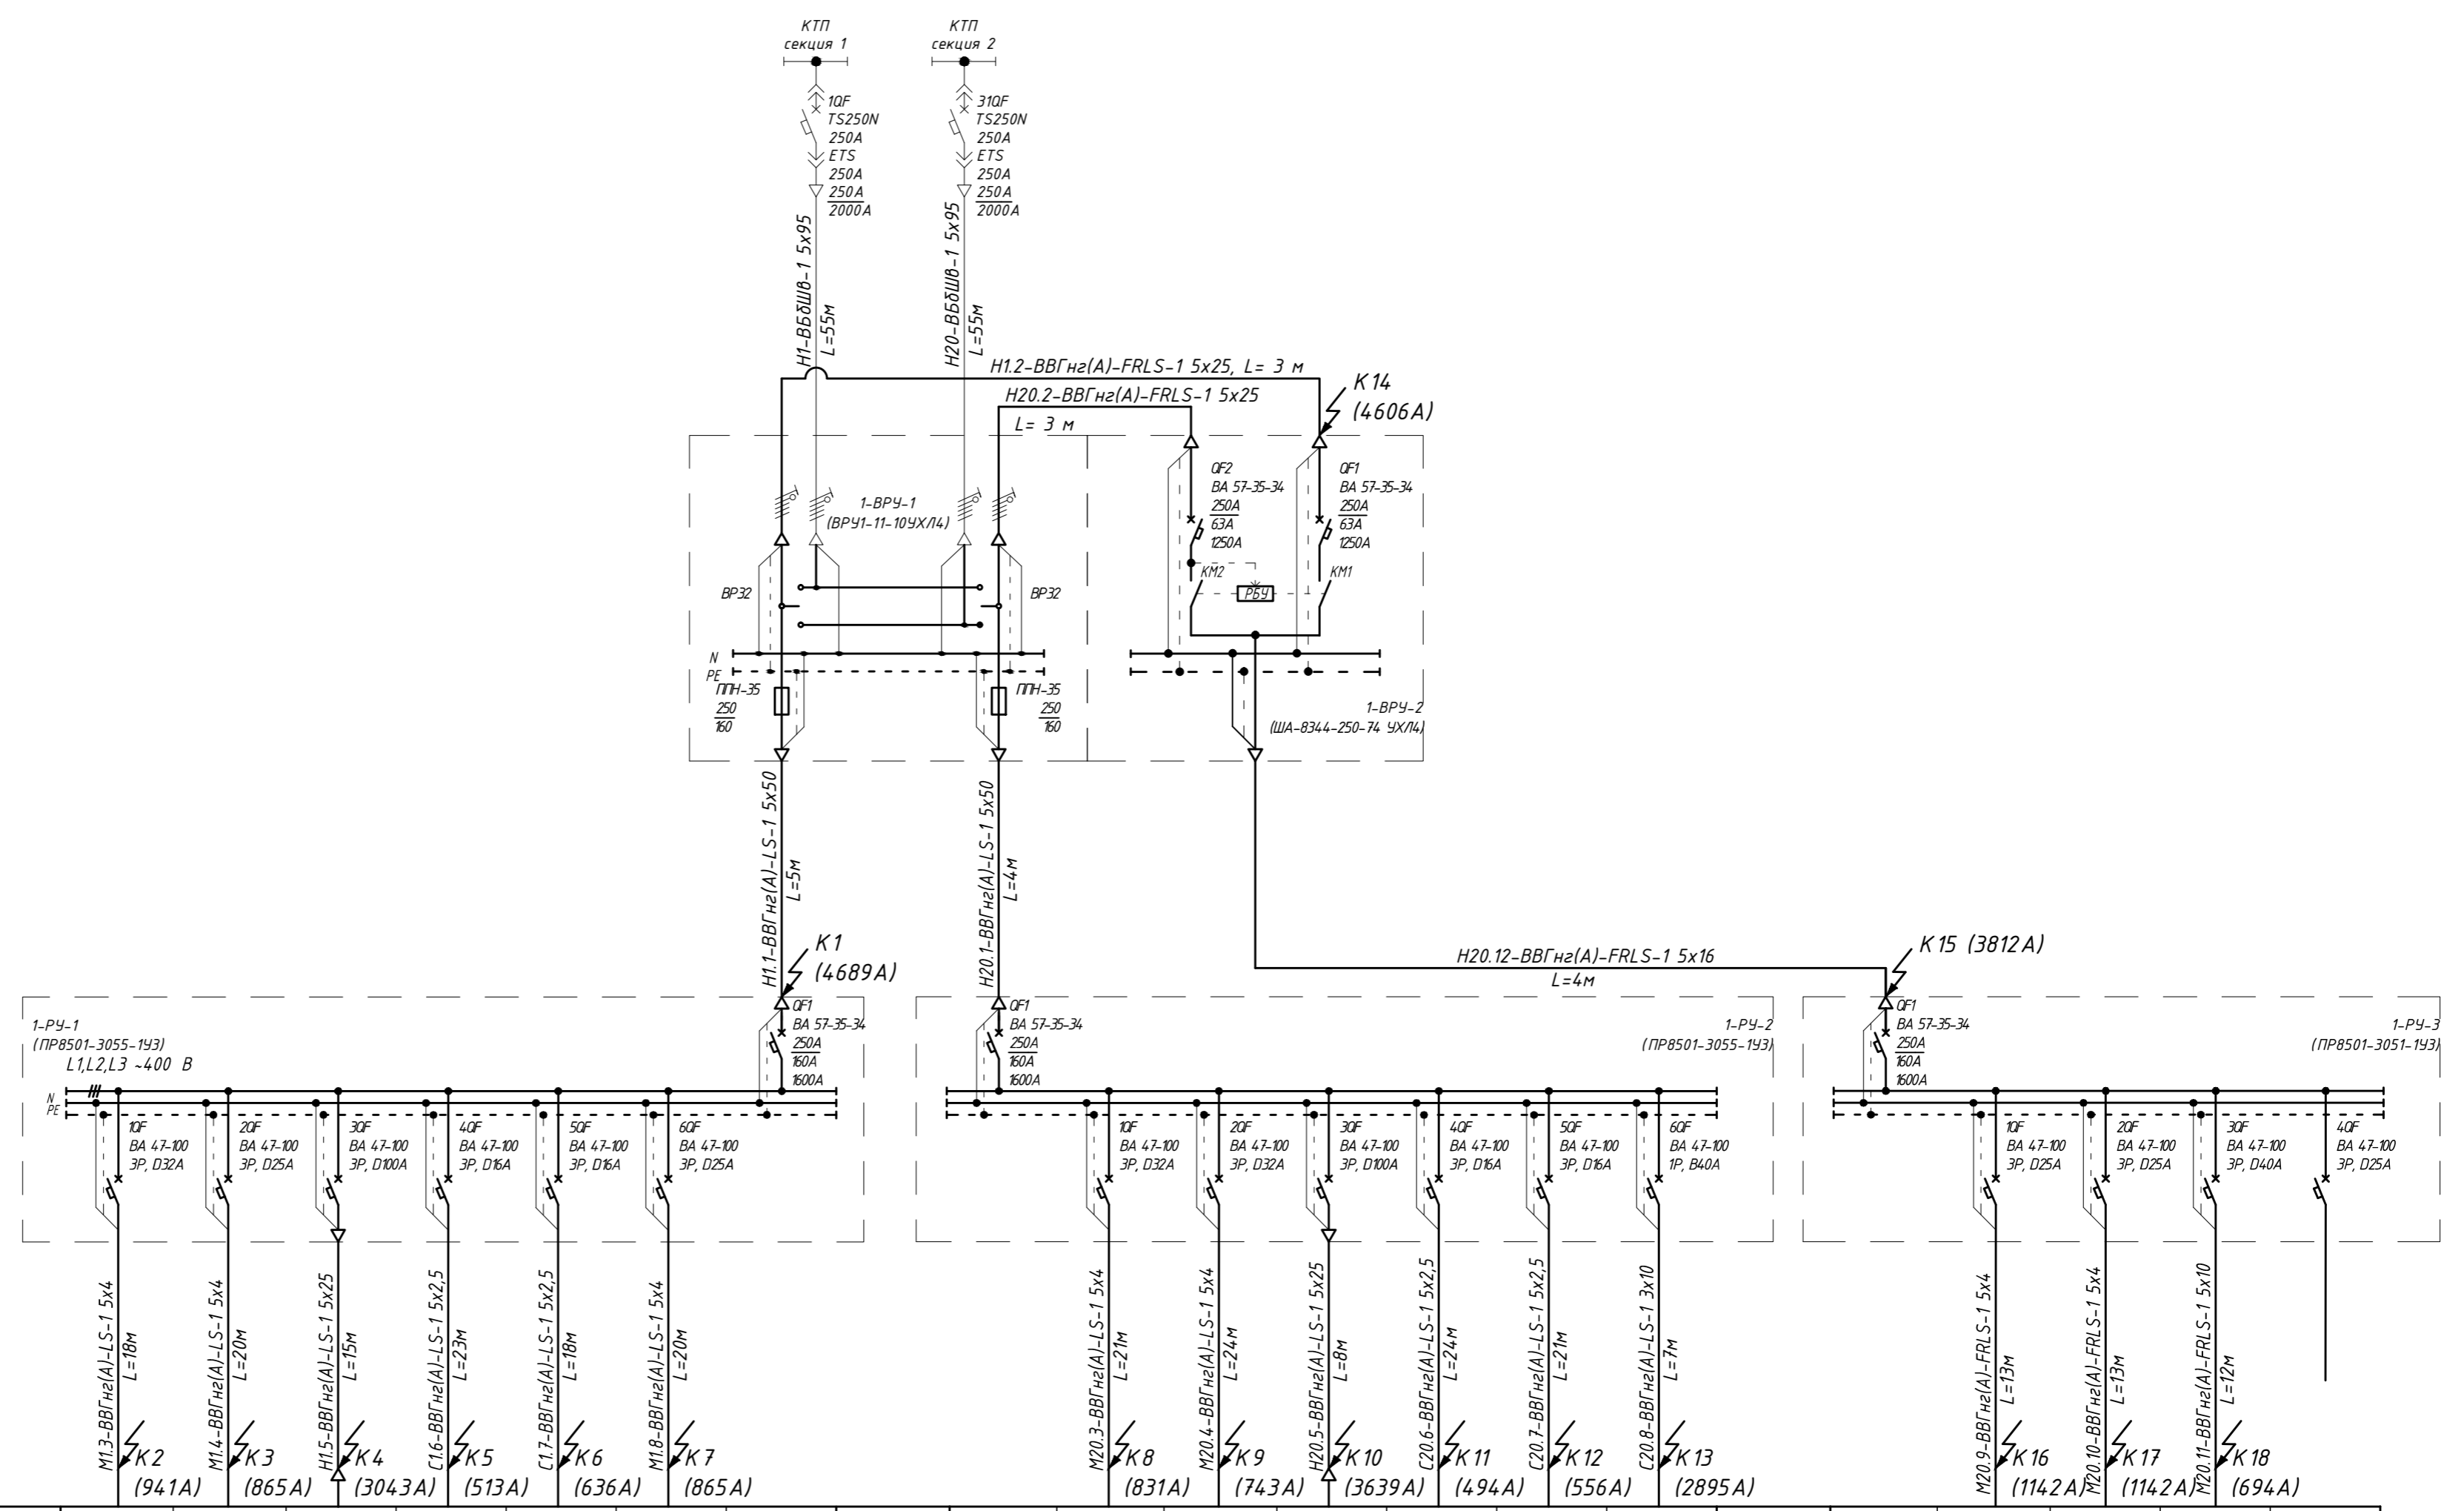 КТП
секция 1
КТП
секция 2
1QF
TS250N
250А
ETS
250А
250А
2000А
31QF
TS250N
250А
ETS
250А
250А
2000А
Н1-ВБбШв-1 5х95
L=55м
Н20-ВБбШв-1 5х95
L=55м
Н1.2-ВВГнг(А)-FRLS-1 5х25, L= 3 м
Н20.2-ВВГнг(А)-FRLS-1 5х25
L= 3 м
К14
(4606А)
1-ВРУ-1
(ВРУ1-11-10УХЛ4)
ВР32
ВР32
N
PE
ППН-35
250
160
ППН-35
250
160
QF2
ВА 57-35-34
250А
63А
1250А
QF1
ВА 57-35-34
250А
63А
1250А
КМ2
РБУ
КМ1
1-ВРУ-2
(ША-8344-250-74 УХЛ4)
Н1.1-ВВГнг(А)-LS-1 5х50
L=5м
Н20.1-ВВГнг(А)-LS-1 5х50
L=4м
Н20.12-ВВГнг(А)-FRLS-1 5х16
L=4м
К1
(4689А)
К15 (3812А)
1-РУ-1
(ПР8501-3055-1У3)
L1,L2,L3 ~400 В
N
PE
QF1
ВА 57-35-34
250А
160А
1600А
1QF
ВА 47-100
3Р, D32А
2QF
ВА 47-100
3Р, D25А
3QF
ВА 47-100
3Р, D100А
4QF
ВА 47-100
3Р, D16А
5QF
ВА 47-100
3Р, D16А
6QF
ВА 47-100
3Р, D25А
QF1
ВА 57-35-34
250А
160А
1600А
1-РУ-2
(ПР8501-3055-1У3)
1QF
ВА 47-100
3Р, D32А
2QF
ВА 47-100
3Р, D32А
3QF
ВА 47-100
3Р, D100А
4QF
ВА 47-100
3Р, D16А
5QF
ВА 47-100
3Р, D16А
6QF
ВА 47-100
1Р, В40А
QF1
ВА 57-35-34
250А
160А
1600А
1-РУ-3
(ПР8501-3051-1У3)
1QF
ВА 47-100
3Р, D25А
2QF
ВА 47-100
3Р, D25А
3QF
ВА 47-100
3Р, D40А
4QF
ВА 47-100
3Р, D25А
М1.3-ВВГнг(А)-LS-1 5х4
L=18м
К2
(941А)
М1.4-ВВГнг(А)-LS-1 5х4
L=20м
К3
(865А)
Н1.5-ВВГнг(А)-LS-1 5х25
L=15м
К4
(3043А)
С1.6-ВВГнг(А)-LS-1 5х2,5
L=23м
К5
(513А)
С1.7-ВВГнг(А)-LS-1 5х2,5
L=18м
К6
(636А)
М1.8-ВВГнг(А)-LS-1 5х4
L=20м
К7
(865А)
М20.3-ВВГнг(А)-LS-1 5х4
L=21м
К8
(831А)
М20.4-ВВГнг(А)-LS-1 5х4
L=24м
К9
(743А)
Н20.5-ВВГнг(А)-LS-1 5х25
L=8м
К10
(3639А)
С20.6-ВВГнг(А)-LS-1 5х2,5
L=24м
К11
(494А)
С20.7-ВВГнг(А)-LS-1 5х2,5
L=21м
К12
(556А)
С20.8-ВВГнг(А)-LS-1 3х10
L=7м
К13
(2895А)
М20.9-ВВГнг(А)-FRLS-1 5х4
L=13м
К16
(1142А)
М20.10-ВВГнг(А)-FRLS-1 5х4
L=13м
К17
(1142А)
М20.11-ВВГнг(А)-FRLS-1 5х10
L=12м
К18
(694А)